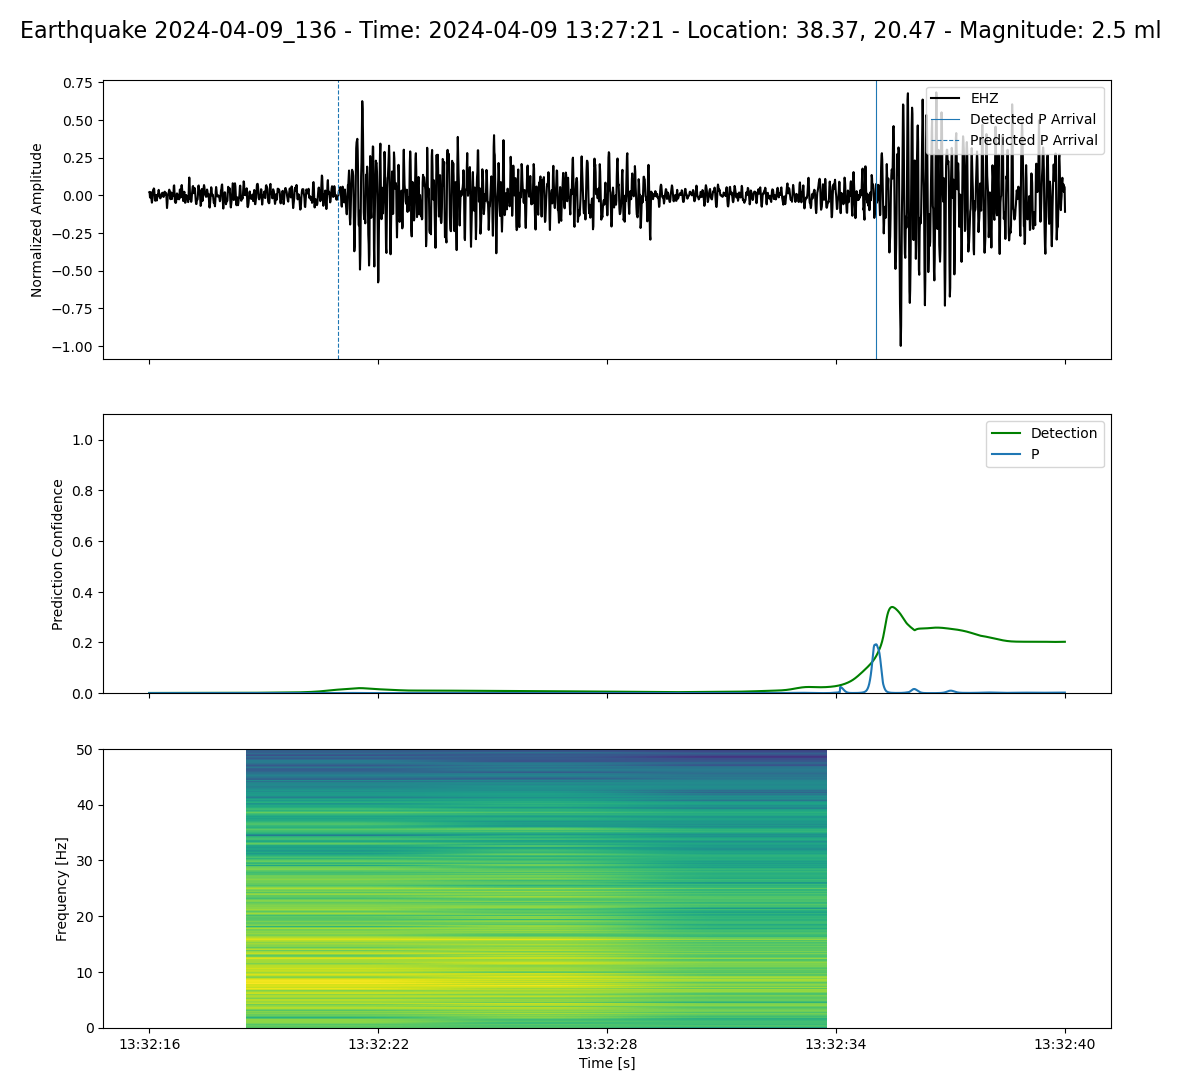 Earthquake 2024-04-09_136 - Time: 2024-04-09 13:27:21 - Location: 38.37, 20.47 - Magnitude: 2.5 ml
Normalized Amplitude
0.75
0.50
0.25
0.00
−0.25
−0.50
−0.75
−1.00
EHZ
Detected P Arrival
Predicted P Arrival
Prediction Confidence
1.0
0.8
0.6
0.4
0.2
0.0
Detection
P
Frequency [Hz]
50
40
30
20
10
0
13:32:16
13:32:22
13:32:28
13:32:34
13:32:40
Time [s]